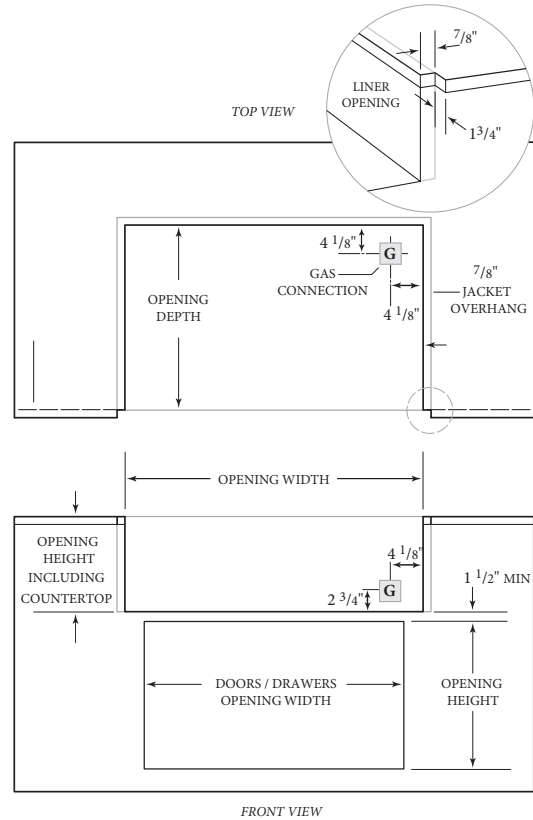 7/8"
LINER
OPENING
1 3/4"
TOP VIEW
4 1/8"
G
GAS
CONNECTION
4 1/8"
7/8"
JACKET
OVERHANG
OPENING
DEPTH
OPENING WIDTH
OPENING
HEIGHT
INCLUDING
COUNTERTOP
4 1/8"
G
2 3/4"
1 1/2" MIN
DOORS / DRAWERS
OPENING WIDTH
OPENING
HEIGHT
FRONT VIEW